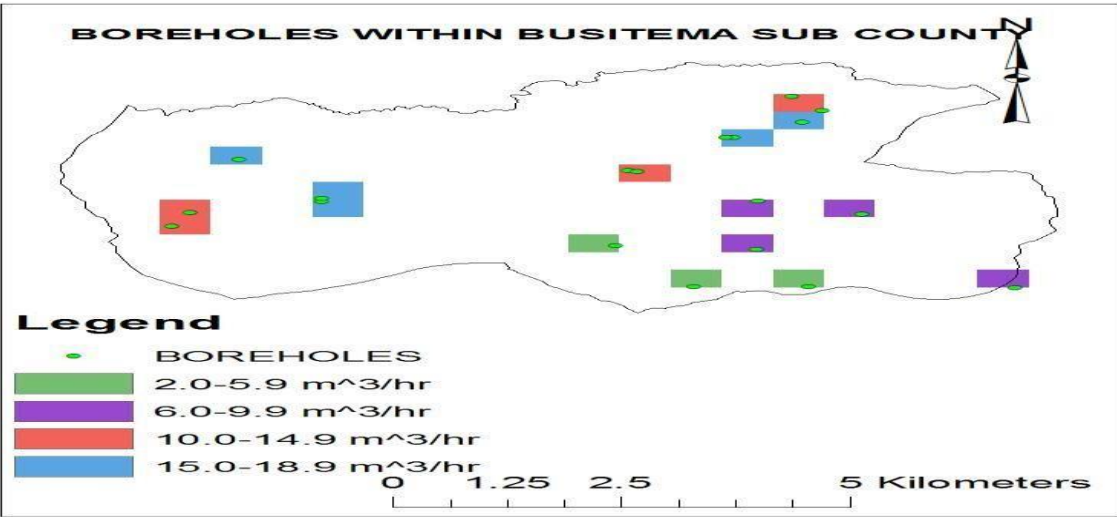 BOREHOLES WITHIN BUSITEMA SUB COUNTY
N
Legend
BOREHOLES
2.0-5.9 m^3/hr
6.0-9.9 m^3/hr
10.0-14.9 m^3/hr
15.0-18.9 m^3/hr
0 1.25 2.5 5 Kilometers